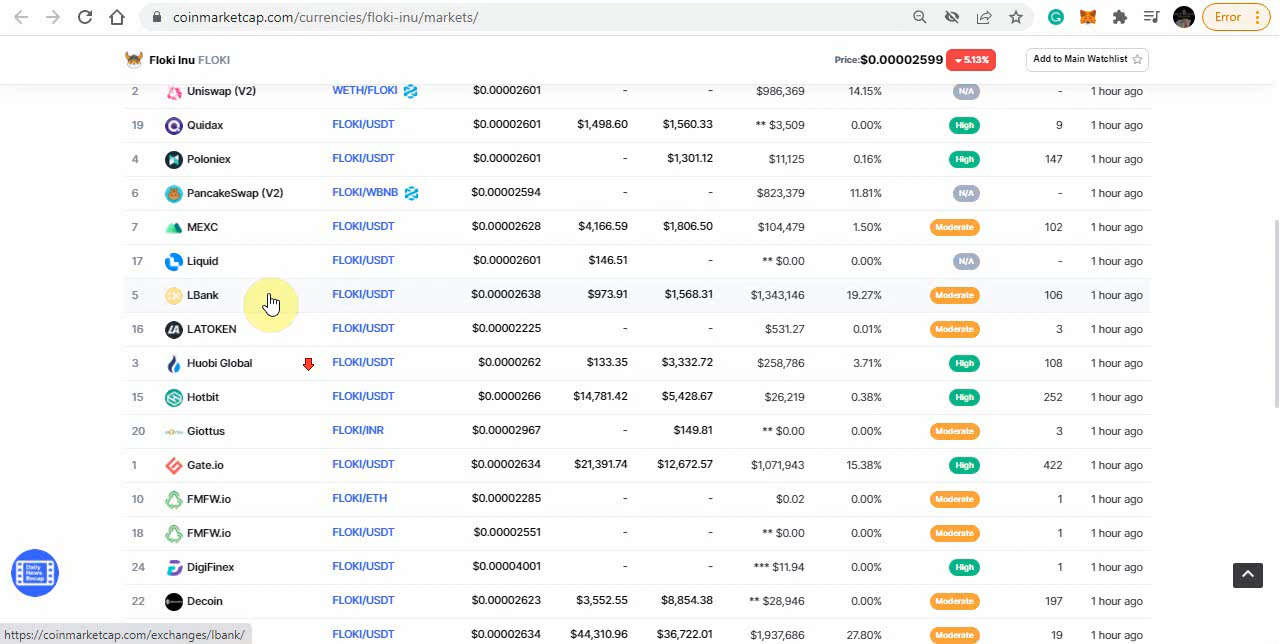 coinmarketcap.com/currencies/floki-inu/markets/ Error
Floki Inu FLOKI Price:$0.00002599 5.13% Add to Main Watchlist
2 Uniswap (V2) WETH/FLOKI $0.00002601 - - $986,369 14.15% N/A - 1 hour ago
19 Quidax FLOKI/USDT $0.00002601 $1,498.60 $1,560.33 ** $3,509 0.00% High 9 1 hour ago
4 Poloniex FLOKI/USDT $0.00002601 - $1,301.12 $11,125 0.16% High 147 1 hour ago
6 PancakeSwap (V2) FLOKI/WBNB $0.00002594 - - $823,379 11.81% N/A - 1 hour ago
7 MEXC FLOKI/USDT $0.00002628 $4,166.59 $1,806.50 $104,479 1.50% Moderate 102 1 hour ago
17 Liquid FLOKI/USDT $0.00002601 $146.51 - ** $0.00 0.00% N/A - 1 hour ago
5 LBank FLOKI/USDT $0.00002638 $973.91 $1,568.31 $1,343,146 19.27% Moderate 106 1 hour ago
16 LATOKEN FLOKI/USDT $0.00002225 - - $531.27 0.01% Moderate 3 1 hour ago
3 Huobi Global FLOKI/USDT $0.0000262 $133.35 $3,332.72 $258,786 3.71% High 108 1 hour ago
15 Hotbit FLOKI/USDT $0.0000266 $14,781.42 $5,428.67 $26,219 0.38% High 252 1 hour ago
20 Giottus FLOKI/INR $0.00002967 - $149.81 ** $0.00 0.00% Moderate 3 1 hour ago
1 Gate.io FLOKI/USDT $0.00002634 $21,391.74 $12,672.57 $1,071,943 15.38% High 422 1 hour ago
10 FMFW.io FLOKI/ETH $0.00002285 - - $0.02 0.00% Moderate 1 1 hour ago
18 FMFW.io FLOKI/USDT $0.00002551 - - ** $0.00 0.00% Moderate 1 1 hour ago
24 DigiFinex FLOKI/USDT $0.00004001 - - *** $11.94 0.00% High 1 1 hour ago
22 Decoin FLOKI/USDT $0.00002623 $3,552.55 $8,854.38 ** $28,946 0.00% Moderate 197 1 hour ago
FLOKI/USDT $0.00002634 $44,310.96 $36,722.01 $1,937,686 27.80% Moderate 19 1 hour ago
Daily
News
Recap
https://coinmarketcap.com/exchanges/lbank/